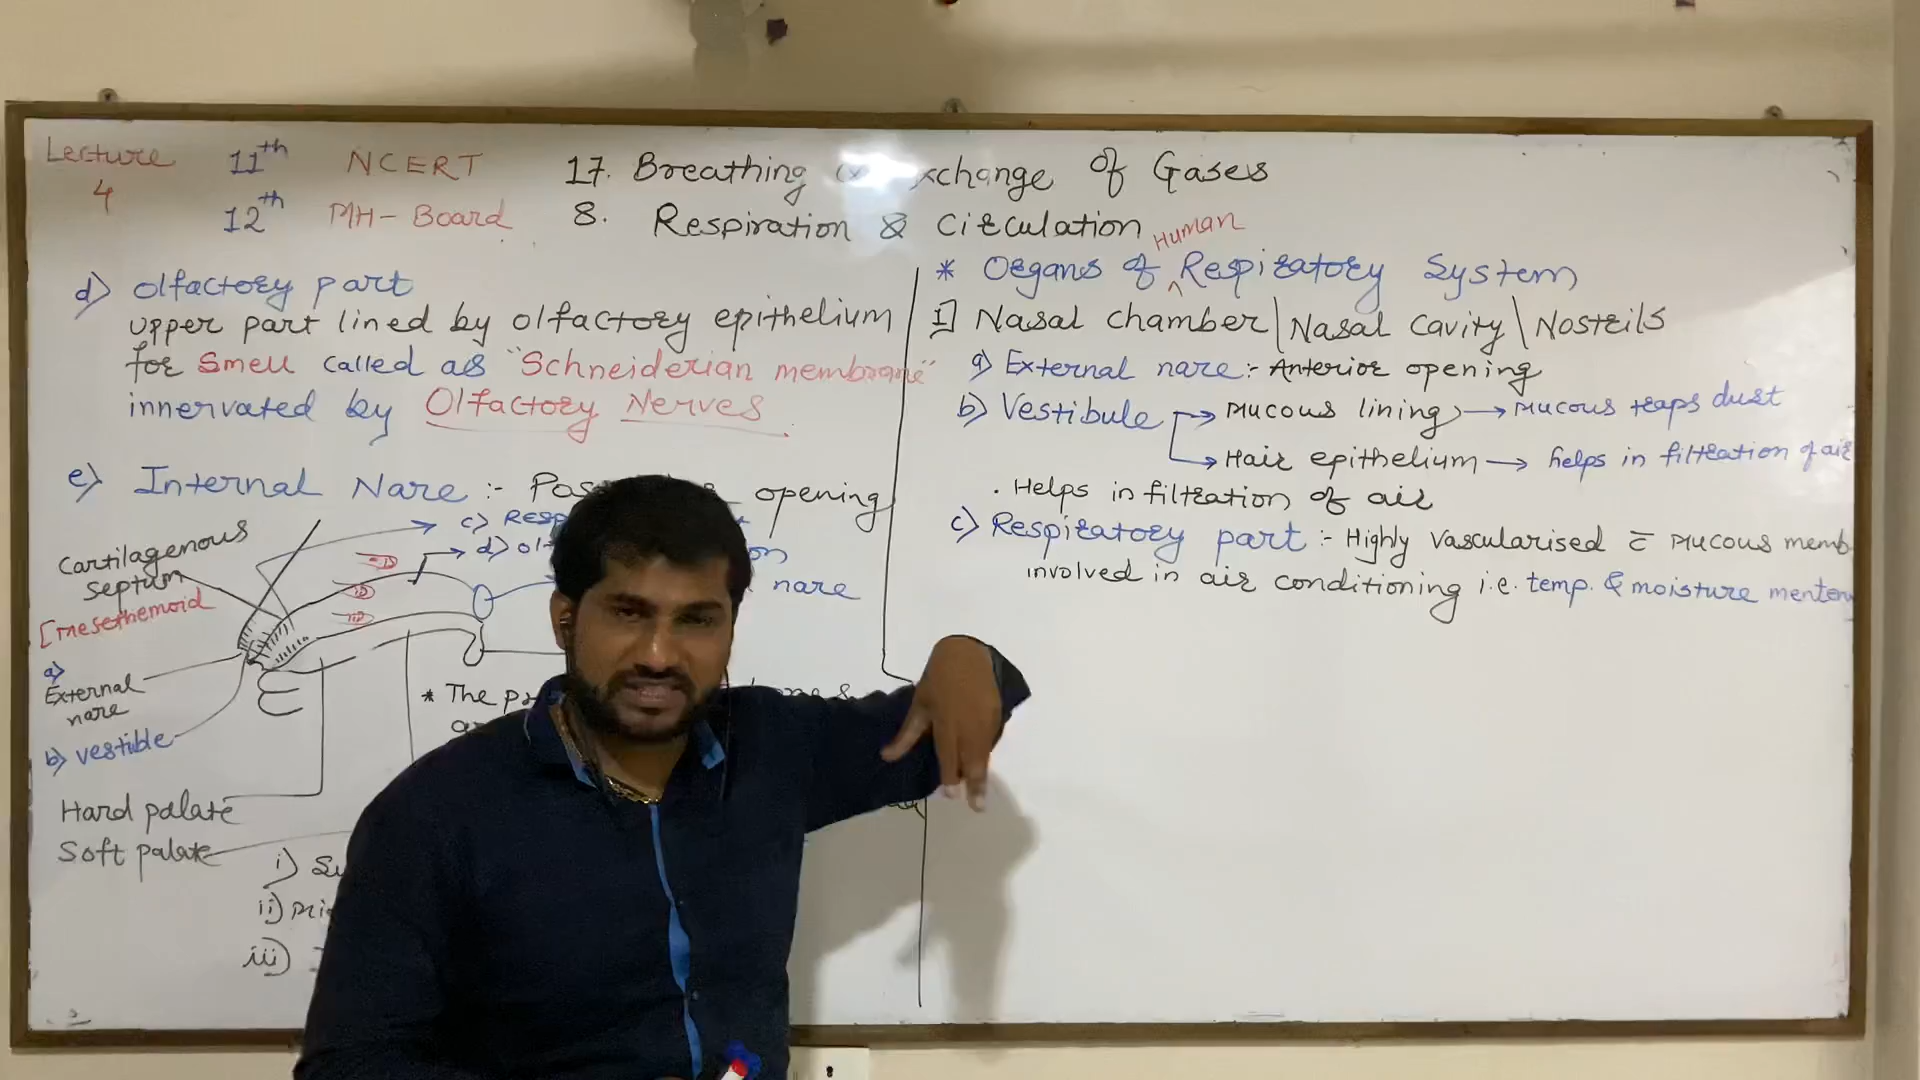 Lecture 4
11th NCERT 17. Breathing & Exchange of Gases
12th MH-Board 8. Respiration & Circulation
d) Olfactory part
upper part lined by olfactory epithelium
for smell called as "Schneiderian membrane"
innervated by Olfactory Nerves
e) Internal Nare :- opening
c)
d)
nare
Cartilagenous
septum
[mesethemoid
a)
External
nare
b) vestible
Hard palate
Soft palate
* The
i)
ii)
iii)
Human
* Organs of ^ Respiratory System
I] Nasal chamber | Nasal cavity \ Nostrils
a) External nare :- Anterior opening
b) Vestibule → Mucous lining → Mucous traps dust
→ Hair epithelium → helps in filtration of air
. Helps in filtration of air
c) Respiratory part :- Highly vascularised c̄ Mucous memb
involved in air conditioning i.e. temp. & moisture menten